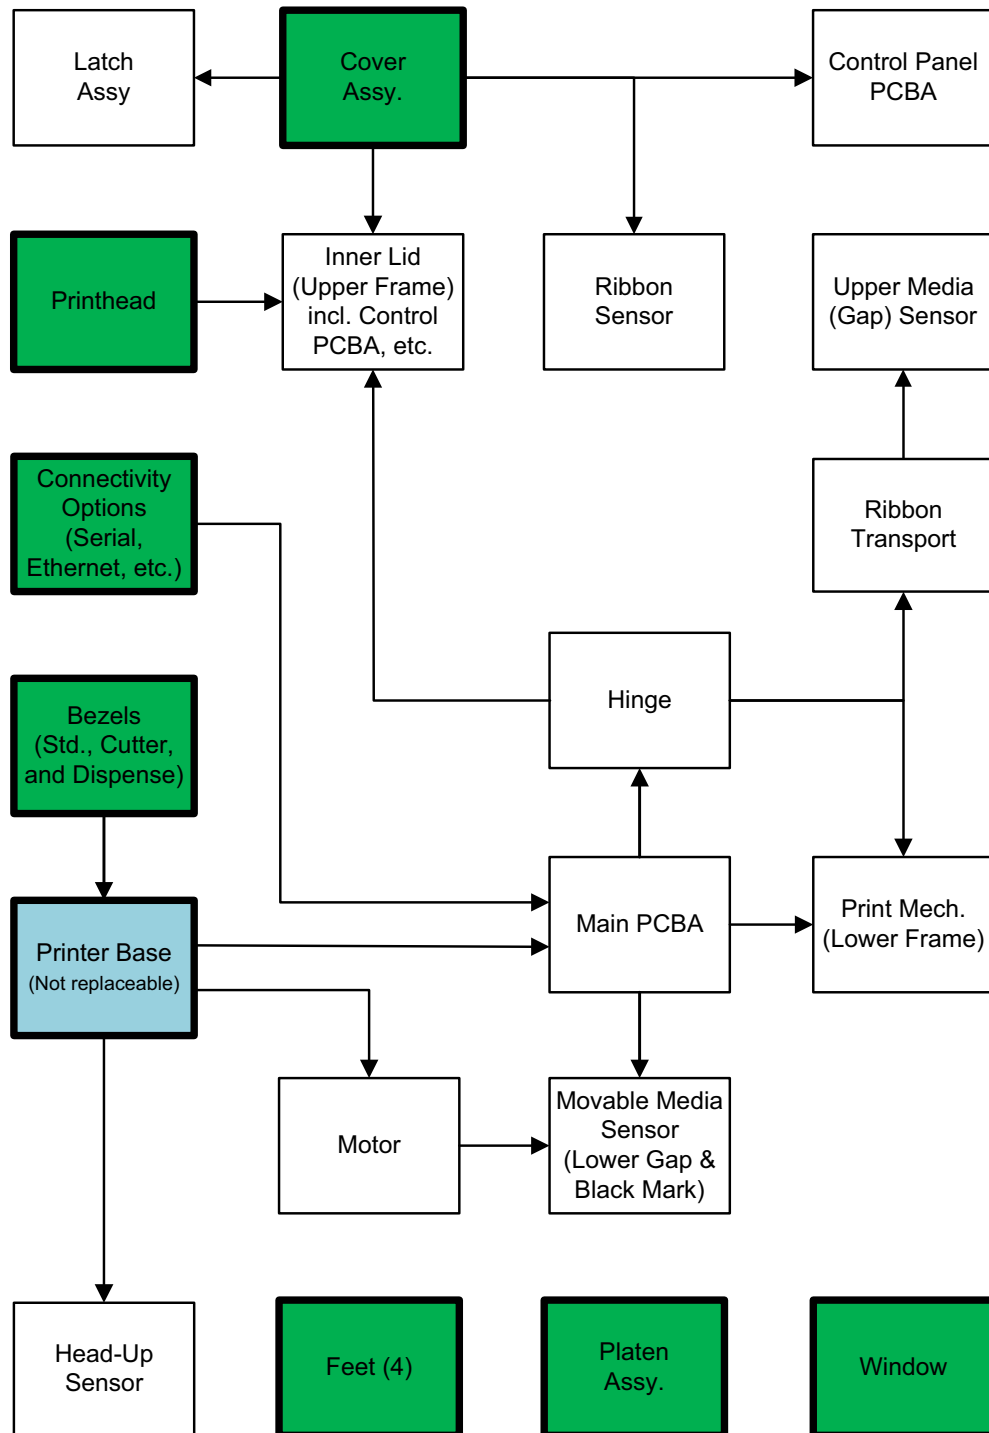 Latch
Assy
Cover
Assy.
Control Panel
PCBA
Printhead
Inner Lid
(Upper Frame)
incl. Control
PCBA, etc.
Ribbon
Sensor
Upper Media
(Gap) Sensor
Connectivity
Options
(Serial,
Ethernet, etc.)
Ribbon
Transport
Bezels
(Std., Cutter,
and Dispense)
Hinge
Printer Base
(Not replaceable)
Main PCBA
Print Mech.
(Lower Frame)
Motor
Movable Media
Sensor
(Lower Gap &
Black Mark)
Head-Up
Sensor
Feet (4)
Platen
Assy.
Window